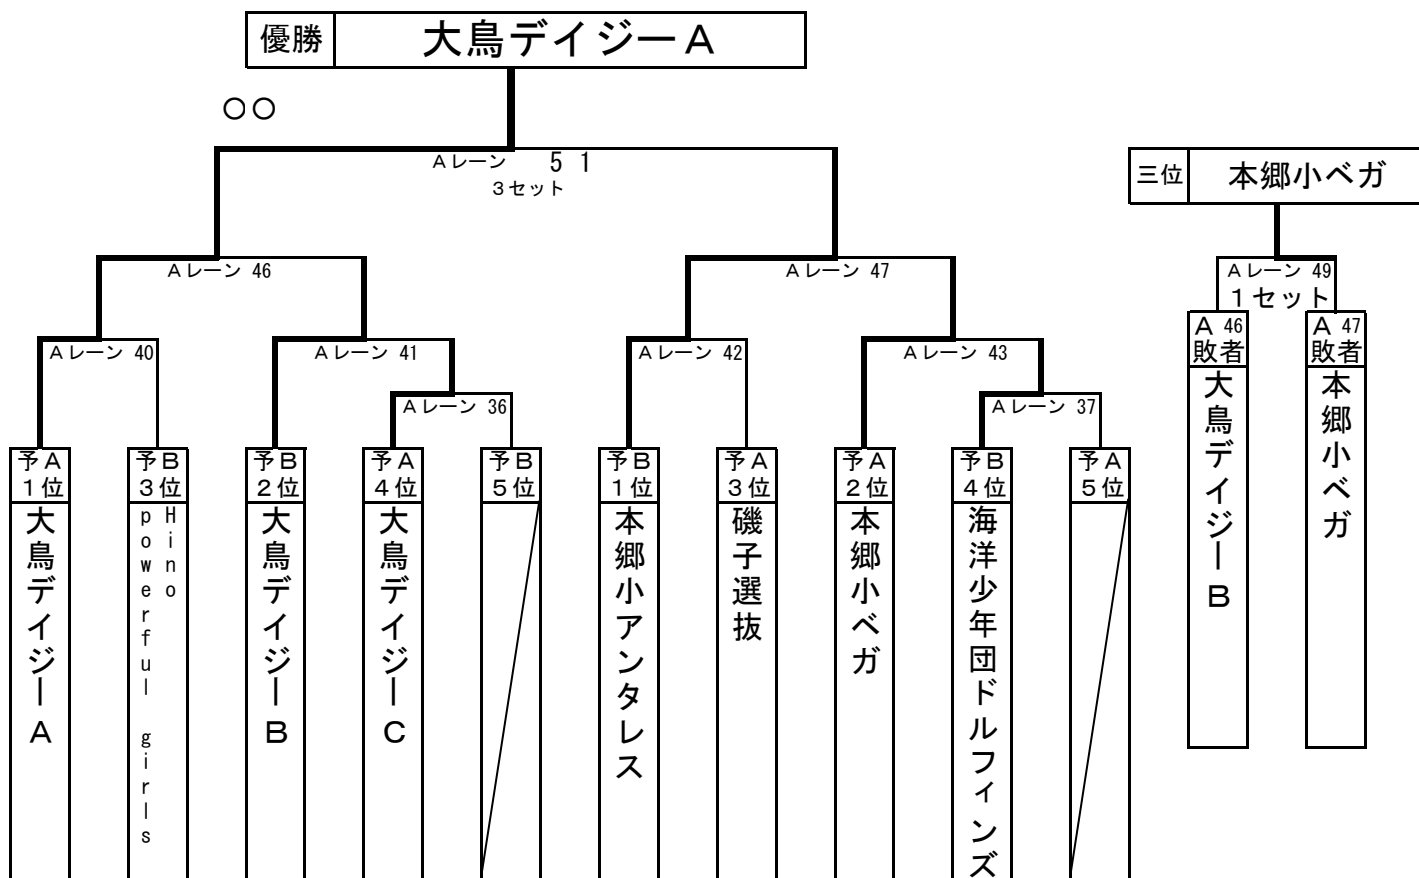 優勝 大鳥デイジーA
○○
Aレーン 5 1
3セット
三位 本郷小ベガ
Aレーン 46
Aレーン 47
Aレーン 49
1セット
A 46
敗者
大鳥デイジーB
A 47
敗者
本郷小ベガ
Aレーン 40
Aレーン 41
Aレーン 42
Aレーン 43
Aレーン 36
Aレーン 37
予A
1位
大鳥デイジーA
予B
3位
Hino
powerful girls
予B
2位
大鳥デイジーB
予A
4位
大鳥デイジーC
予B
5位
予B
1位
本郷小アンタレス
予A
3位
磯子選抜
予A
2位
本郷小ベガ
予B
4位
海洋少年団ドルフィンズ
予A
5位